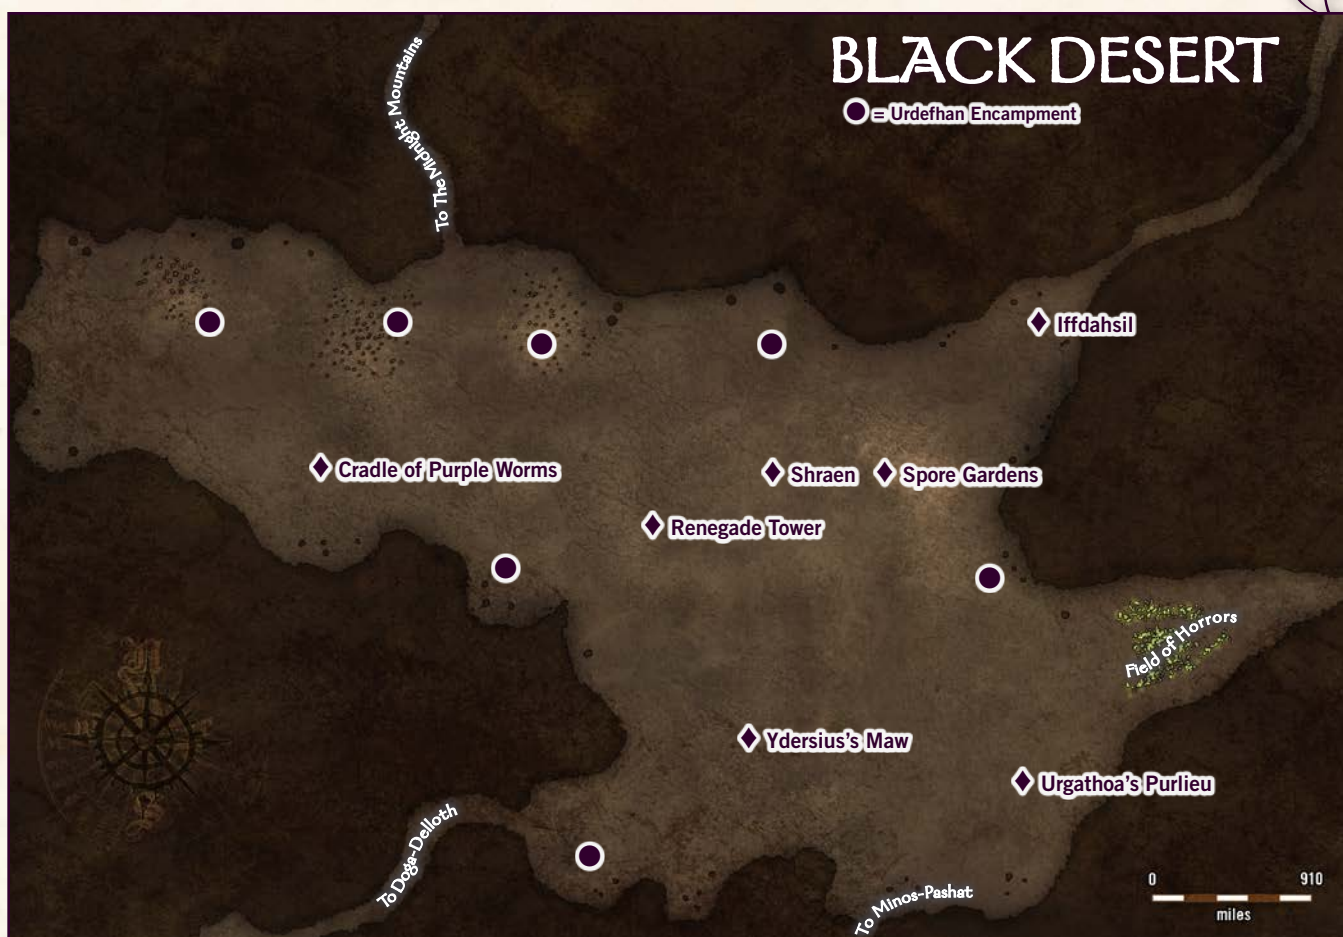 BLACK DESERT
= Urdefhan Encampment
To The Midnight Mountains
Iffdahsil
Cradle of Purple Worms
Shraen
Spore Gardens
Renegade Tower
Field of Horrors
Ydersius's Maw
Urgathoa's Purlieu
To Doga-Delloth
To Minos-Pashat
0 910
miles